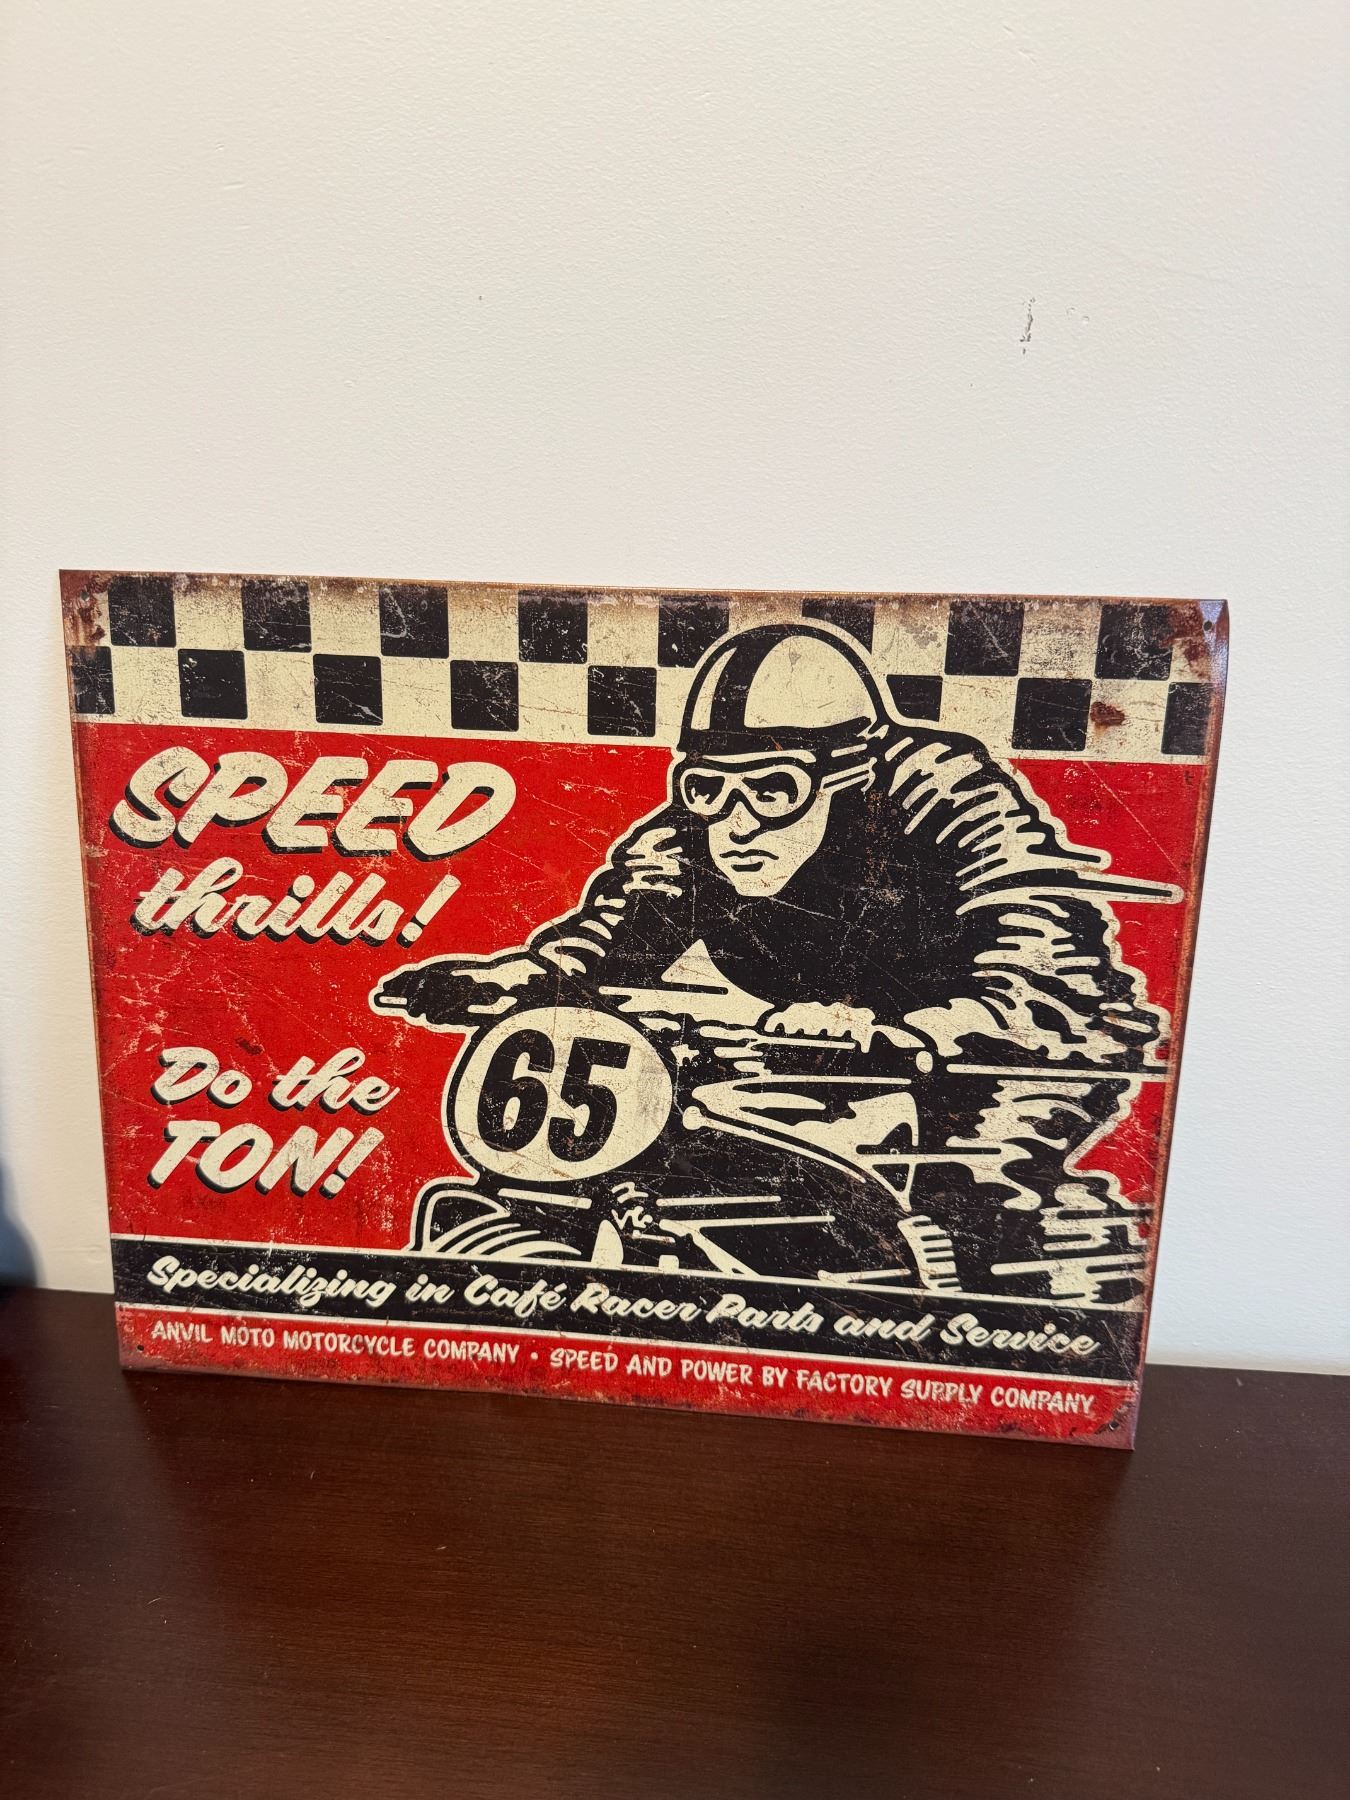 SPEED
thrills!
Do the
TON!
65
Specializing in Café Racer Parts and Service
ANVIL MOTO MOTORCYCLE COMPANY • SPEED AND POWER BY FACTORY SUPPLY COMPANY